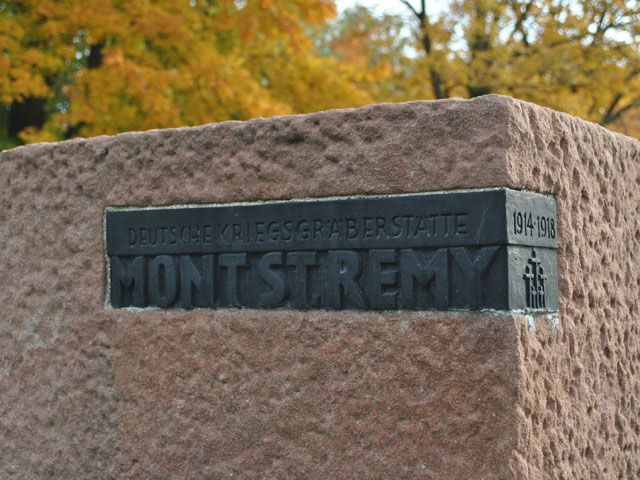 DEUTSCHE KRIEGSGRÄBERSTÄTTE
MONT ST. REMY
1914-1918